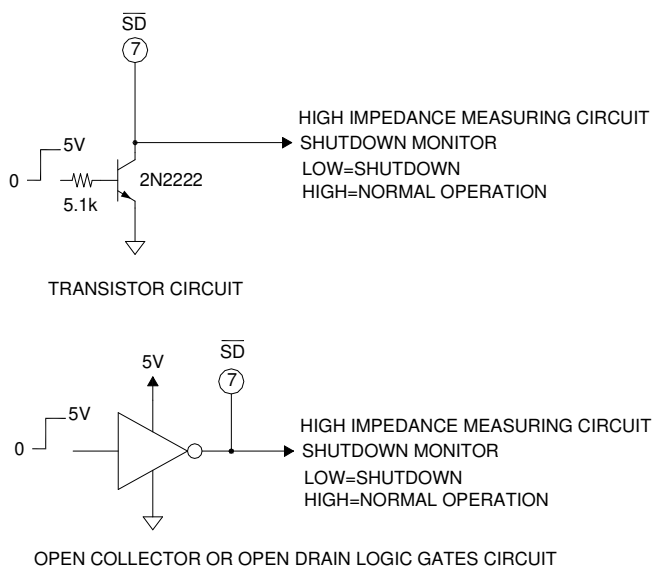 SD
7
HIGH IMPEDANCE MEASURING CIRCUIT
5V
SHUTDOWN MONITOR
0
2N2222
LOW=SHUTDOWN
HIGH=NORMAL OPERATION
5.1k
TRANSISTOR CIRCUIT
5V
SD
7
5V
HIGH IMPEDANCE MEASURING CIRCUIT
0
SHUTDOWN MONITOR
LOW=SHUTDOWN
HIGH=NORMAL OPERATION
OPEN COLLECTOR OR OPEN DRAIN LOGIC GATES CIRCUIT